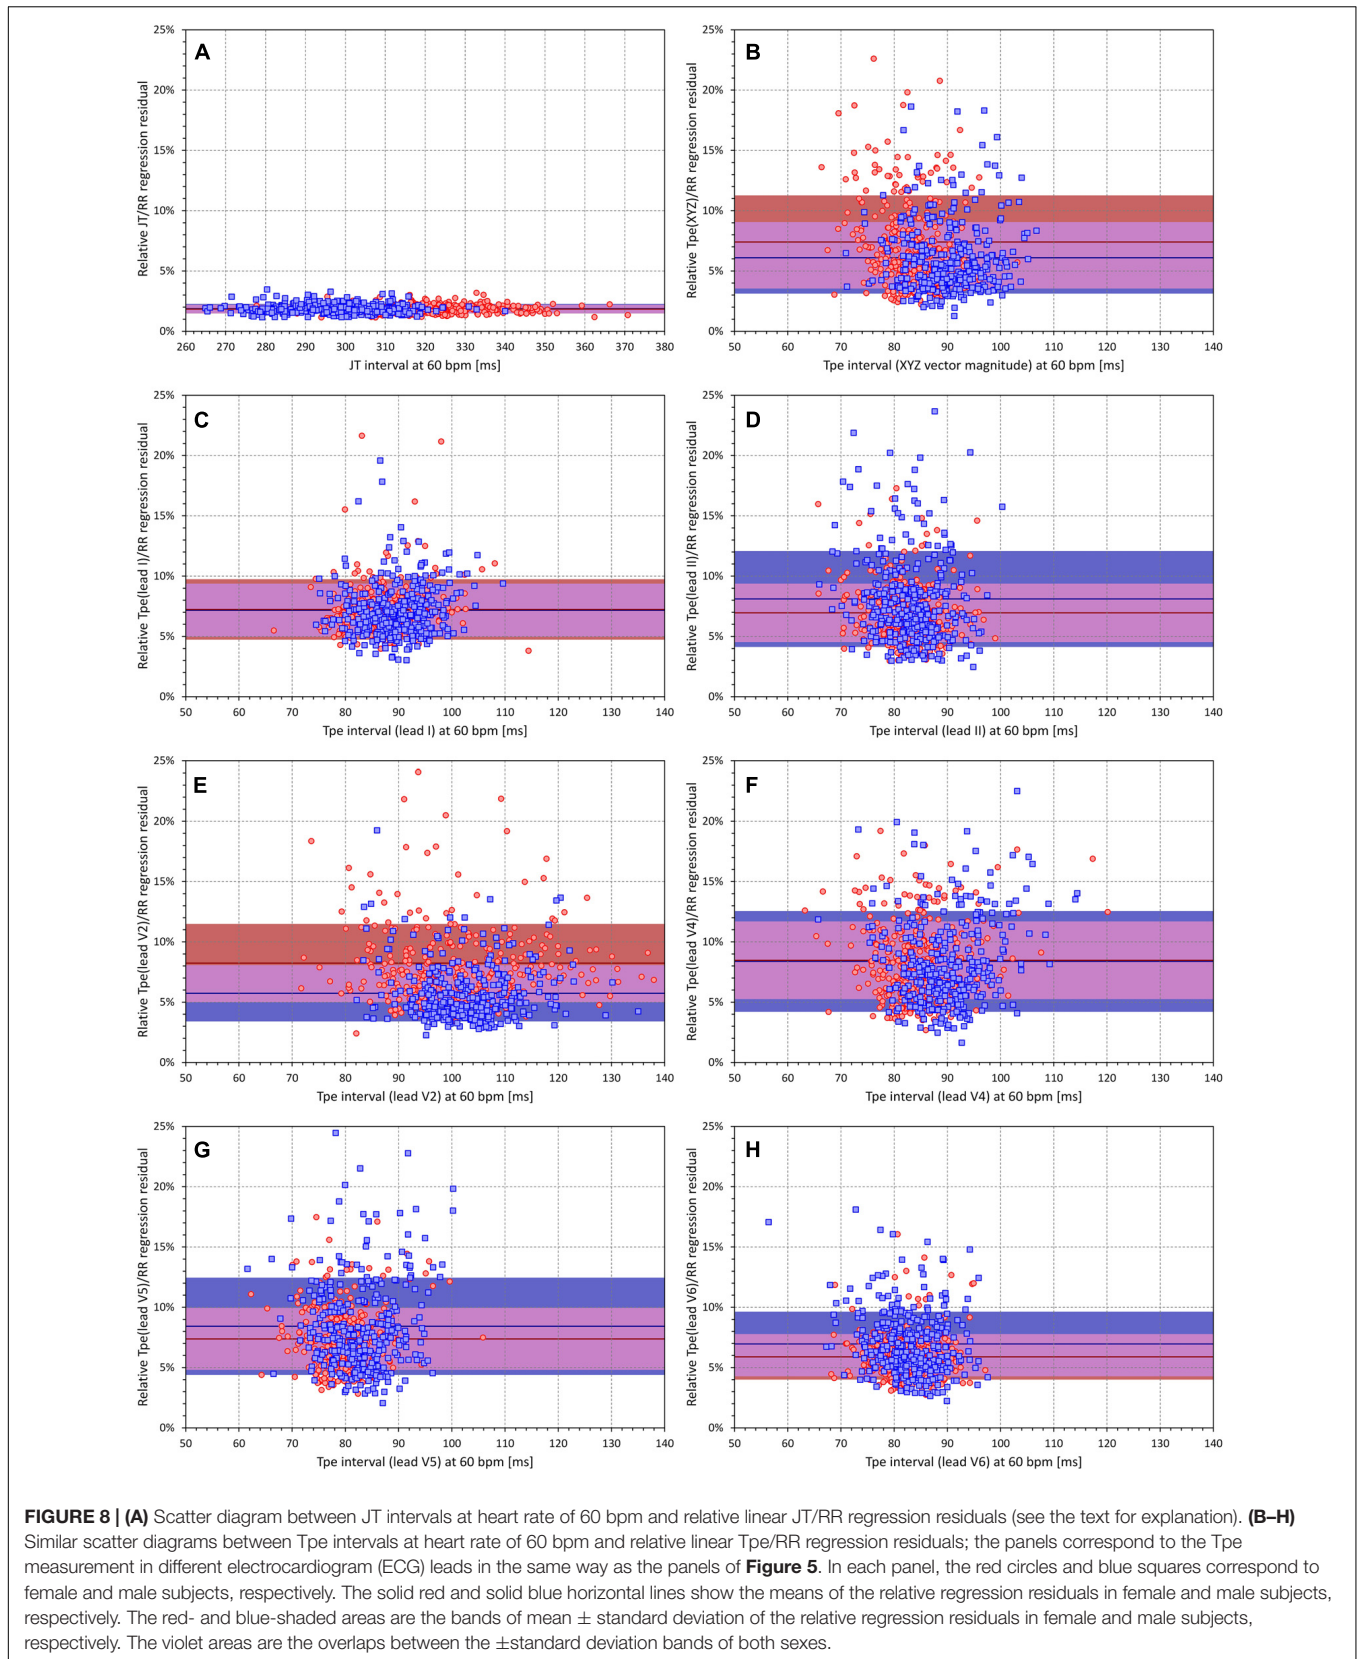 A
Relative JT/RR regression residual
25%
20%
15%
10%
5%
0%
260 270 280 290 300 310 320 330 340 350 360 370 380
JT interval at 60 bpm [ms]
B
Relative Tpe(XYZ)/RR regression residual
25%
20%
15%
10%
5%
0%
50 60 70 80 90 100 110 120 130 140
Tpe interval (XYZ vector magnitude) at 60 bpm [ms]
C
Relative Tpe(lead I)/RR regression residual
25%
20%
15%
10%
5%
0%
50 60 70 80 90 100 110 120 130 140
Tpe interval (lead I) at 60 bpm [ms]
D
Relative Tpe(lead II)/RR regression residual
25%
20%
15%
10%
5%
0%
50 60 70 80 90 100 110 120 130 140
Tpe interval (lead II) at 60 bpm [ms]
E
Rlative Tpe(lead V2)/RR regression residual
25%
20%
15%
10%
5%
0%
50 60 70 80 90 100 110 120 130 140
Tpe interval (lead V2) at 60 bpm [ms]
F
Relative Tpe(lead V4)/RR regression residual
25%
20%
15%
10%
5%
0%
50 60 70 80 90 100 110 120 130 140
Tpe interval (lead V4) at 60 bpm [ms]
G
Relative Tpe(lead V5)/RR regression residual
25%
20%
15%
10%
5%
0%
50 60 70 80 90 100 110 120 130 140
Tpe interval (lead V5) at 60 bpm [ms]
H
Relative Tpe(lead V6)/RR regression residual
25%
20%
15%
10%
5%
0%
50 60 70 80 90 100 110 120 130 140
Tpe interval (lead V6) at 60 bpm [ms]
FIGURE 8 | (A) Scatter diagram between JT intervals at heart rate of 60 bpm and relative linear JT/RR regression residuals (see the text for explanation). (B–H)
Similar scatter diagrams between Tpe intervals at heart rate of 60 bpm and relative linear Tpe/RR regression residuals; the panels correspond to the Tpe
measurement in different electrocardiogram (ECG) leads in the same way as the panels of Figure 5. In each panel, the red circles and blue squares correspond to
female and male subjects, respectively. The solid red and solid blue horizontal lines show the means of the relative regression residuals in female and male subjects,
respectively. The red- and blue-shaded areas are the bands of mean ± standard deviation of the relative regression residuals in female and male subjects,
respectively. The violet areas are the overlaps between the ±standard deviation bands of both sexes.